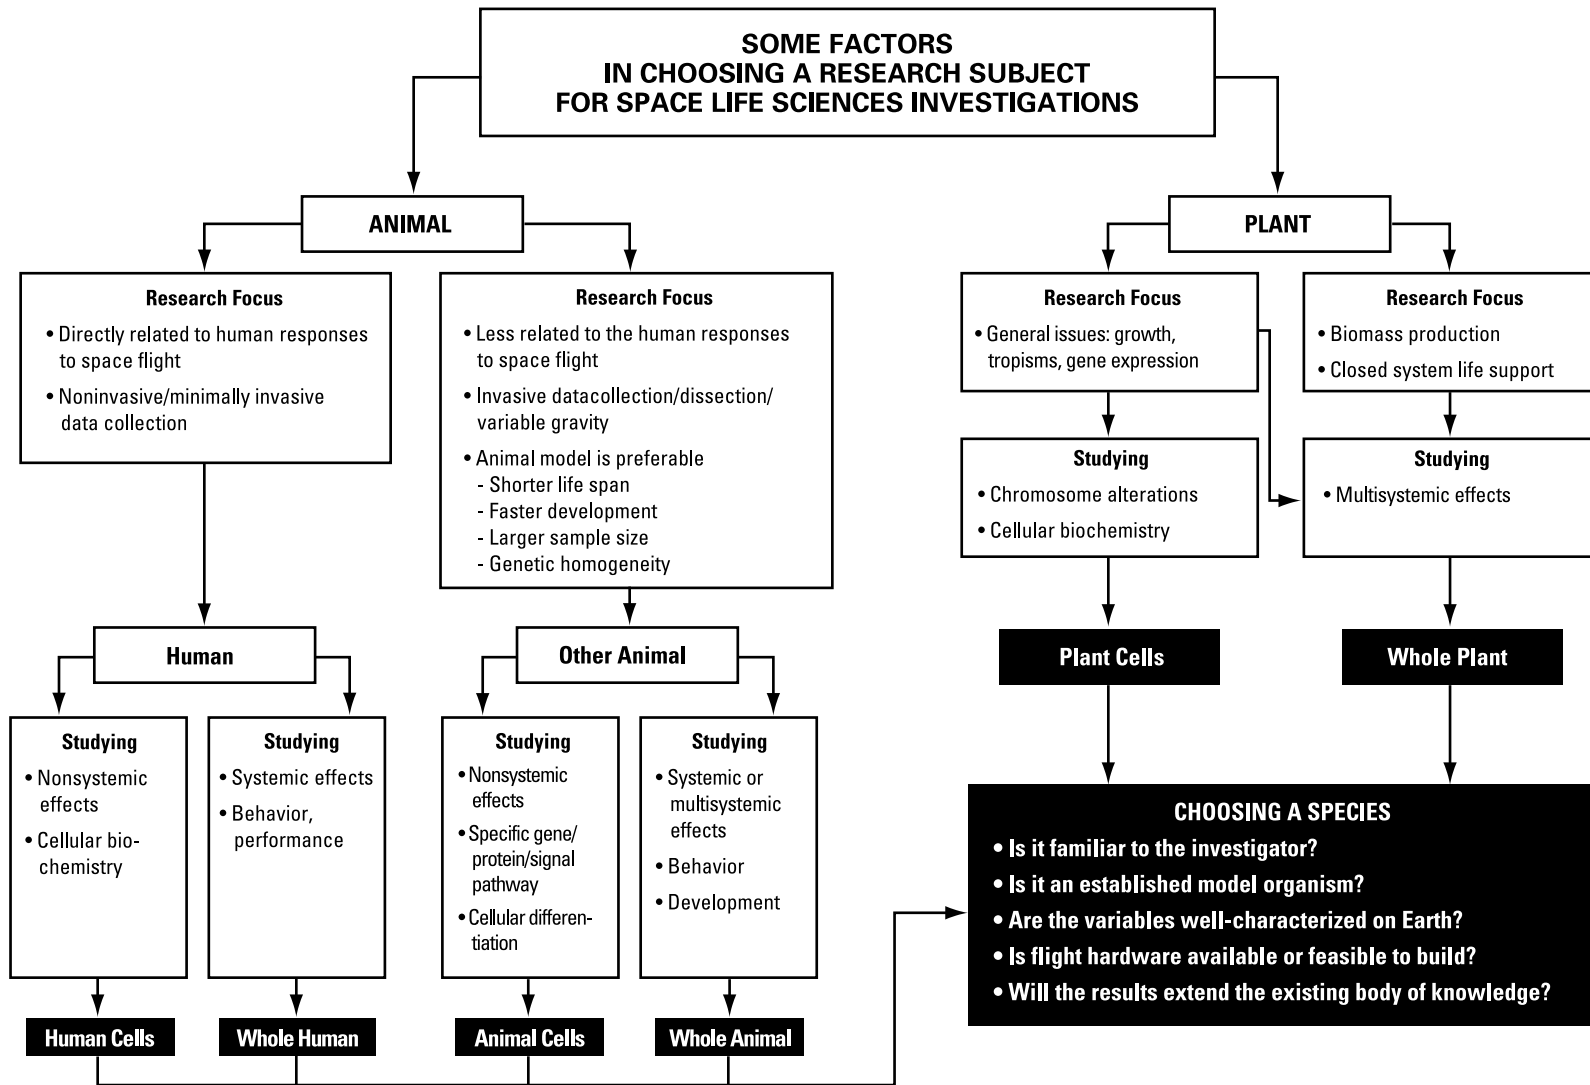 SOME FACTORS
IN CHOOSING A RESEARCH SUBJECT
FOR SPACE LIFE SCIENCES INVESTIGATIONS
ANIMAL
PLANT
Research Focus
• Directly related to human responses
to space flight
• Noninvasive/minimally invasive
data collection
Research Focus
• Less related to the human responses
to space flight
• Invasive datacollection/dissection/
variable gravity
• Animal model is preferable
- Shorter life span
- Faster development
- Larger sample size
- Genetic homogeneity
Research Focus
• General issues: growth,
tropisms, gene expression
Research Focus
• Biomass production
• Closed system life support
Studying
• Chromosome alterations
• Cellular biochemistry
Studying
• Multisystemic effects
Human
Other Animal
Plant Cells
Whole Plant
Studying
• Nonsystemic
effects
• Cellular bio-
chemistry
Studying
• Systemic effects
• Behavior,
performance
Studying
• Nonsystemic
effects
• Specific gene/
protein/signal
pathway
• Cellular differen-
tiation
Studying
• Systemic or
multisystemic
effects
• Behavior
• Development
CHOOSING A SPECIES
• Is it familiar to the investigator?
• Is it an established model organism?
• Are the variables well-characterized on Earth?
• Is flight hardware available or feasible to build?
• Will the results extend the existing body of knowledge?
Human Cells
Whole Human
Animal Cells
Whole Animal